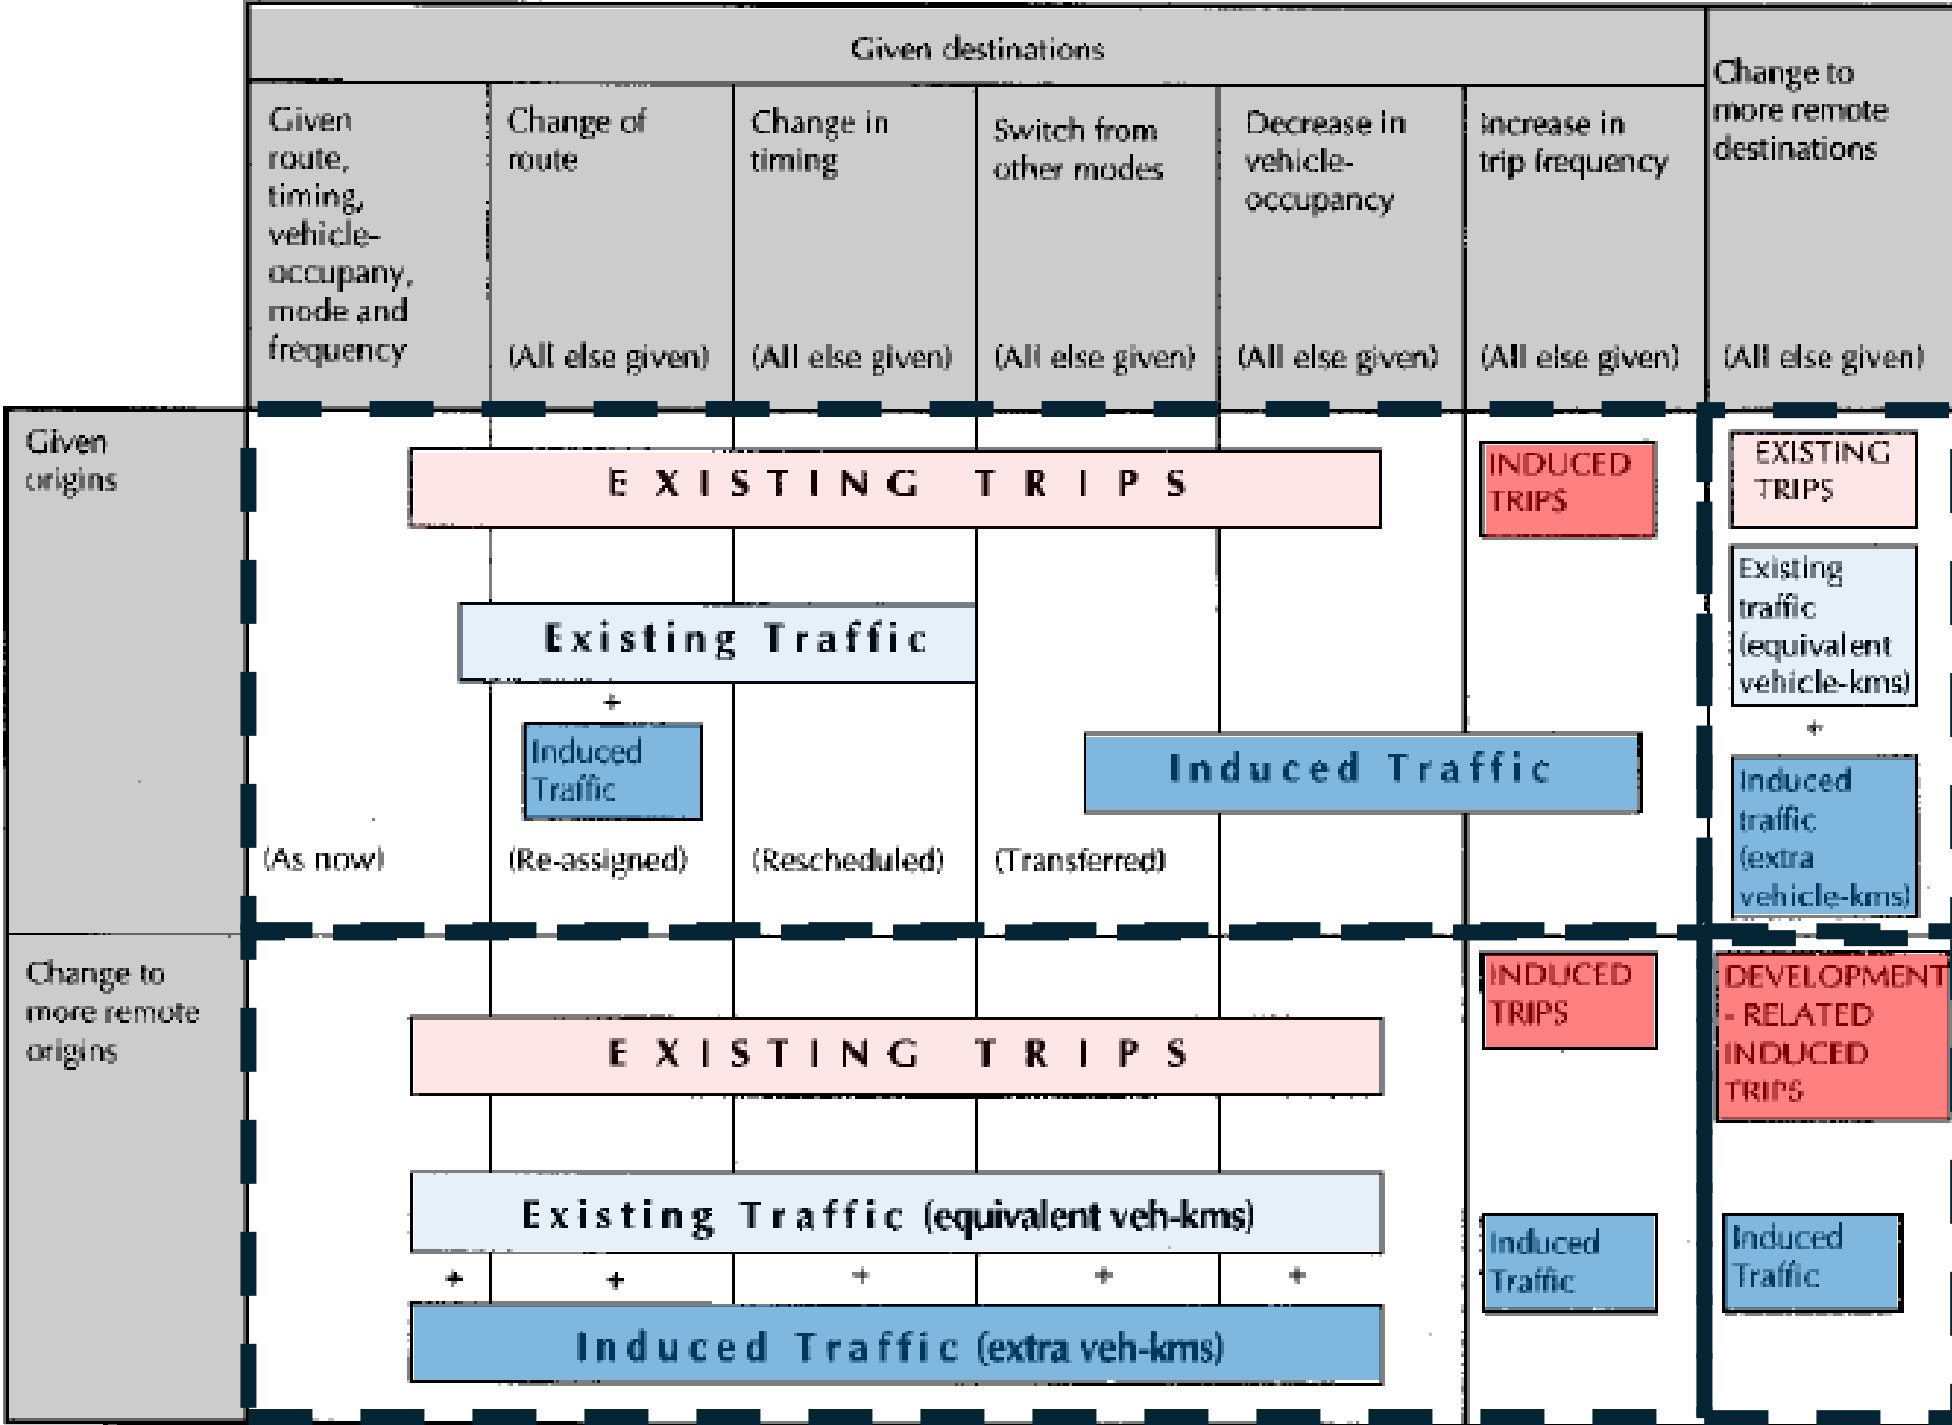 Given destinations
Given
route,
timing,
vehicle-
occupany,
mode and
frequency
Change of
route
(All else given)
Change in
timing
(All else given)
Switch from
other modes
(All else given)
Decrease in
vehicle-
occupancy
(All else given)
Increase in
trip frequency
(All else given)
Change to
more remote
destinations
(All else given)
Given
origins
EXISTING TRIPS
INDUCED
TRIPS
EXISTING
TRIPS
Existing Traffic
+
Induced
Traffic
Induced Traffic
Existing
traffic
(equivalent
vehicle-kms)
+
Induced
traffic
(extra
vehicle-kms)
(As now)
(Re-assigned)
(Rescheduled)
(Transferred)
Change to
more remote
origins
EXISTING TRIPS
INDUCED
TRIPS
DEVELOPMENT
- RELATED
INDUCED
TRIPS
Existing Traffic (equivalent veh-kms)
+ + + + +
Induced Traffic (extra veh-kms)
Induced
Traffic
Induced
Traffic